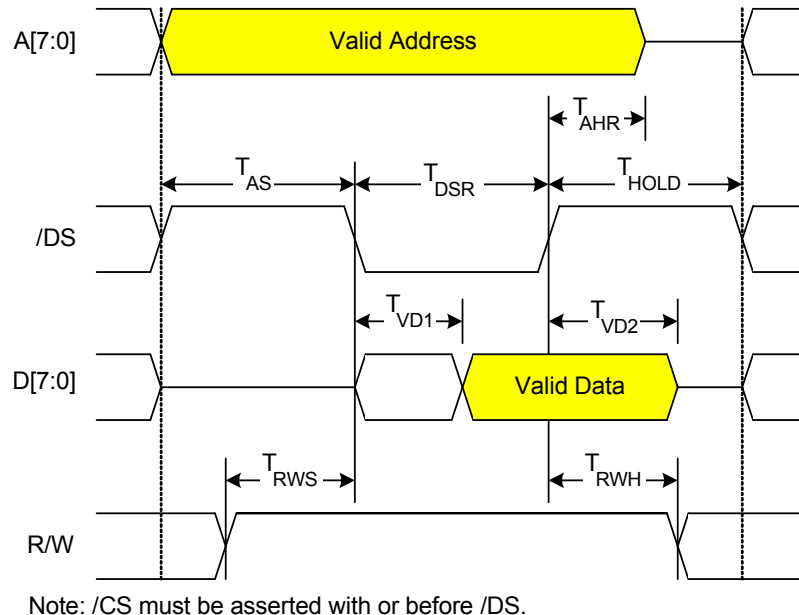 A[7:0]
Valid Address
TAHR
TAS
TDSR
THOLD
/DS
TVD1
TVD2
D[7:0]
Valid Data
TRWS
TRWH
R/W
Note: /CS must be asserted with or before /DS.